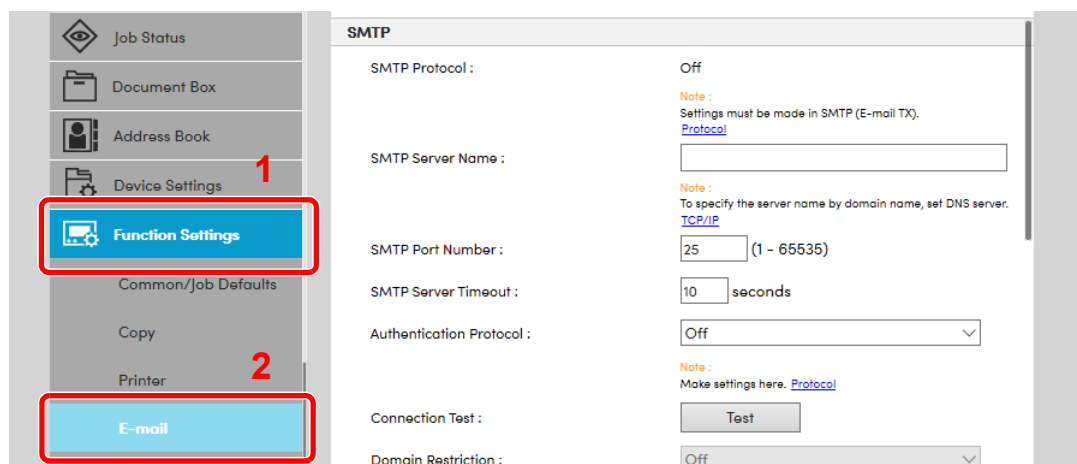 Job Status
Document Box
Address Book
1
Device Settings
Function Settings
Common/Job Defaults
Copy
Printer
2
E-mail
SMTP
SMTP Protocol :
Off
Note :
Settings must be made in SMTP (E-mail TX).
Protocol
SMTP Server Name :
Note :
To specify the server name by domain name, set DNS server.
TCP/IP
SMTP Port Number :
25 (1 - 65535)
SMTP Server Timeout :
10 seconds
Authentication Protocol :
Off
Note :
Make settings here. Protocol
Connection Test :
Test
Domain Restriction :
Off